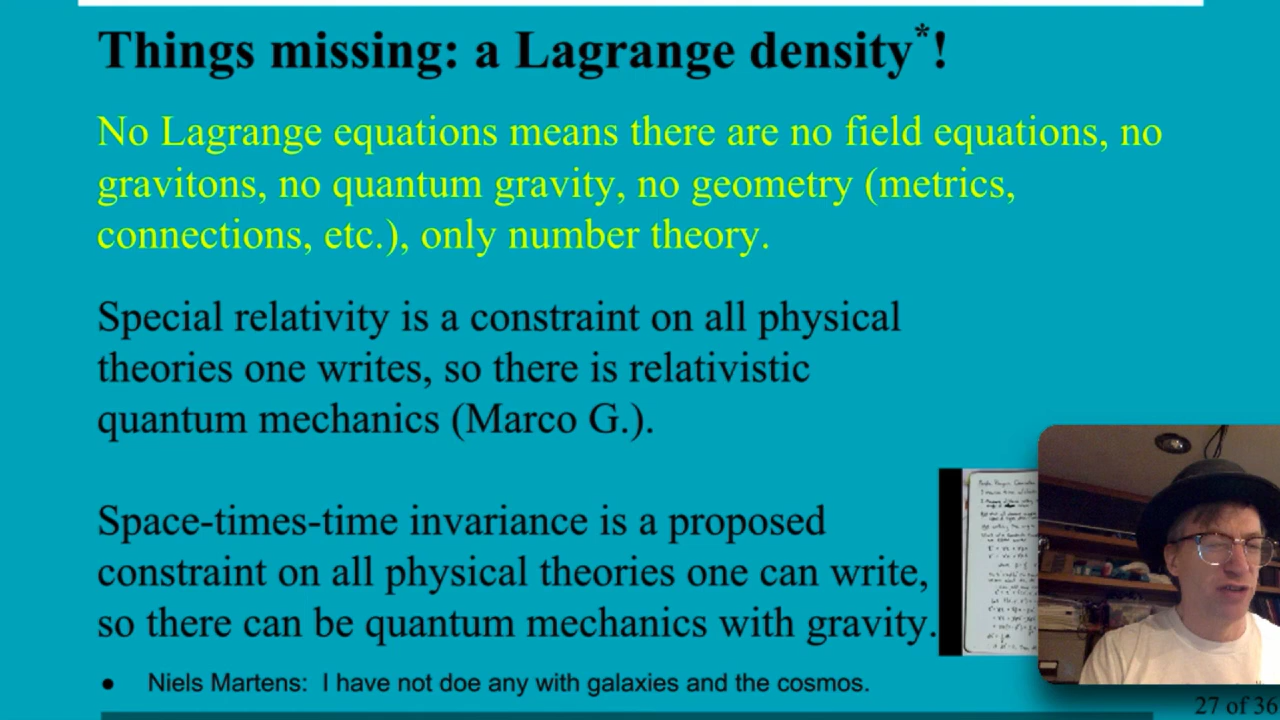 Things missing: a Lagrange density*!
No Lagrange equations means there are no field equations, no
gravitons, no quantum gravity, no geometry (metrics,
connections, etc.), only number theory.
Special relativity is a constraint on all physical
theories one writes, so there is relativistic
quantum mechanics (Marco G.).
Space-times-time invariance is a proposed
constraint on all physical theories one can write,
so there can be quantum mechanics with gravity.
● Niels Martens: I have not doe any with galaxies and the cosmos.
27 of 36